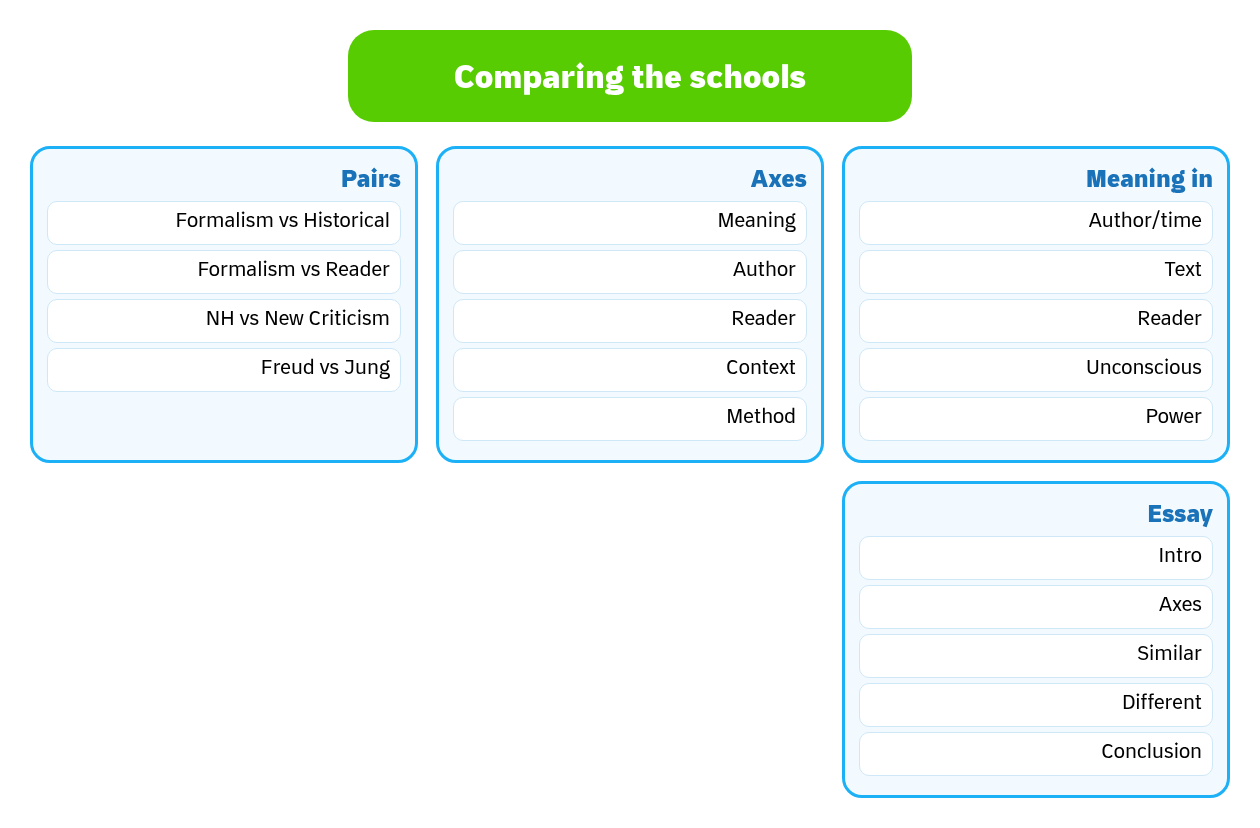 Comparing the schools
Meaning in
Author/time
Text
Reader
Unconscious
Power
Axes
Meaning
Author
Reader
Context
Method
Pairs
Formalism vs Historical
Formalism vs Reader
NH vs New Criticism
Freud vs Jung
Essay
Intro
Axes
Similar
Different
Conclusion